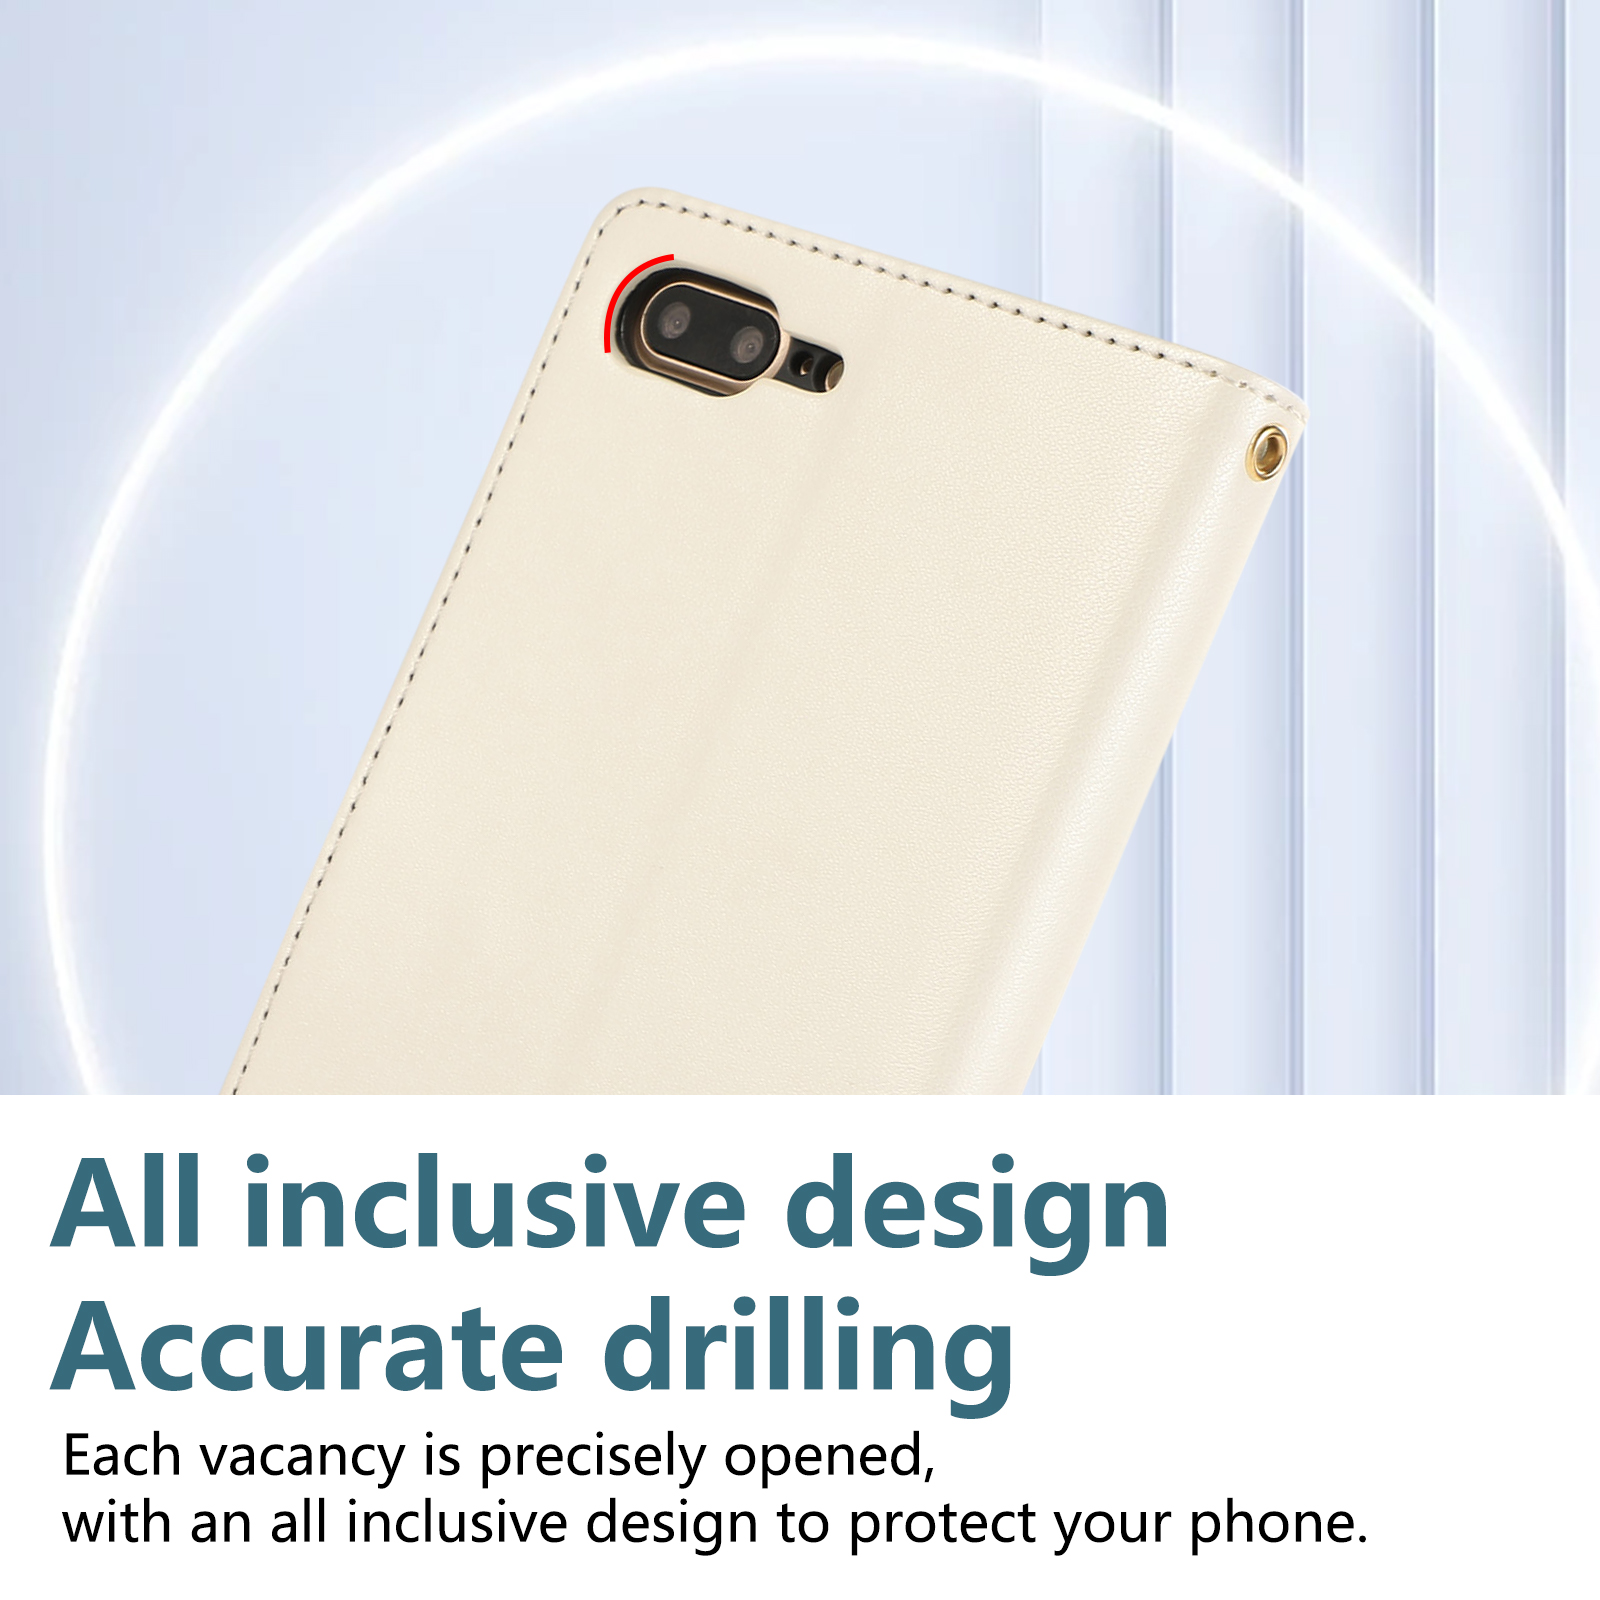 All inclusive design
Accurate drilling
Each vacancy is precisely opened,
with an all inclusive design to protect your phone.